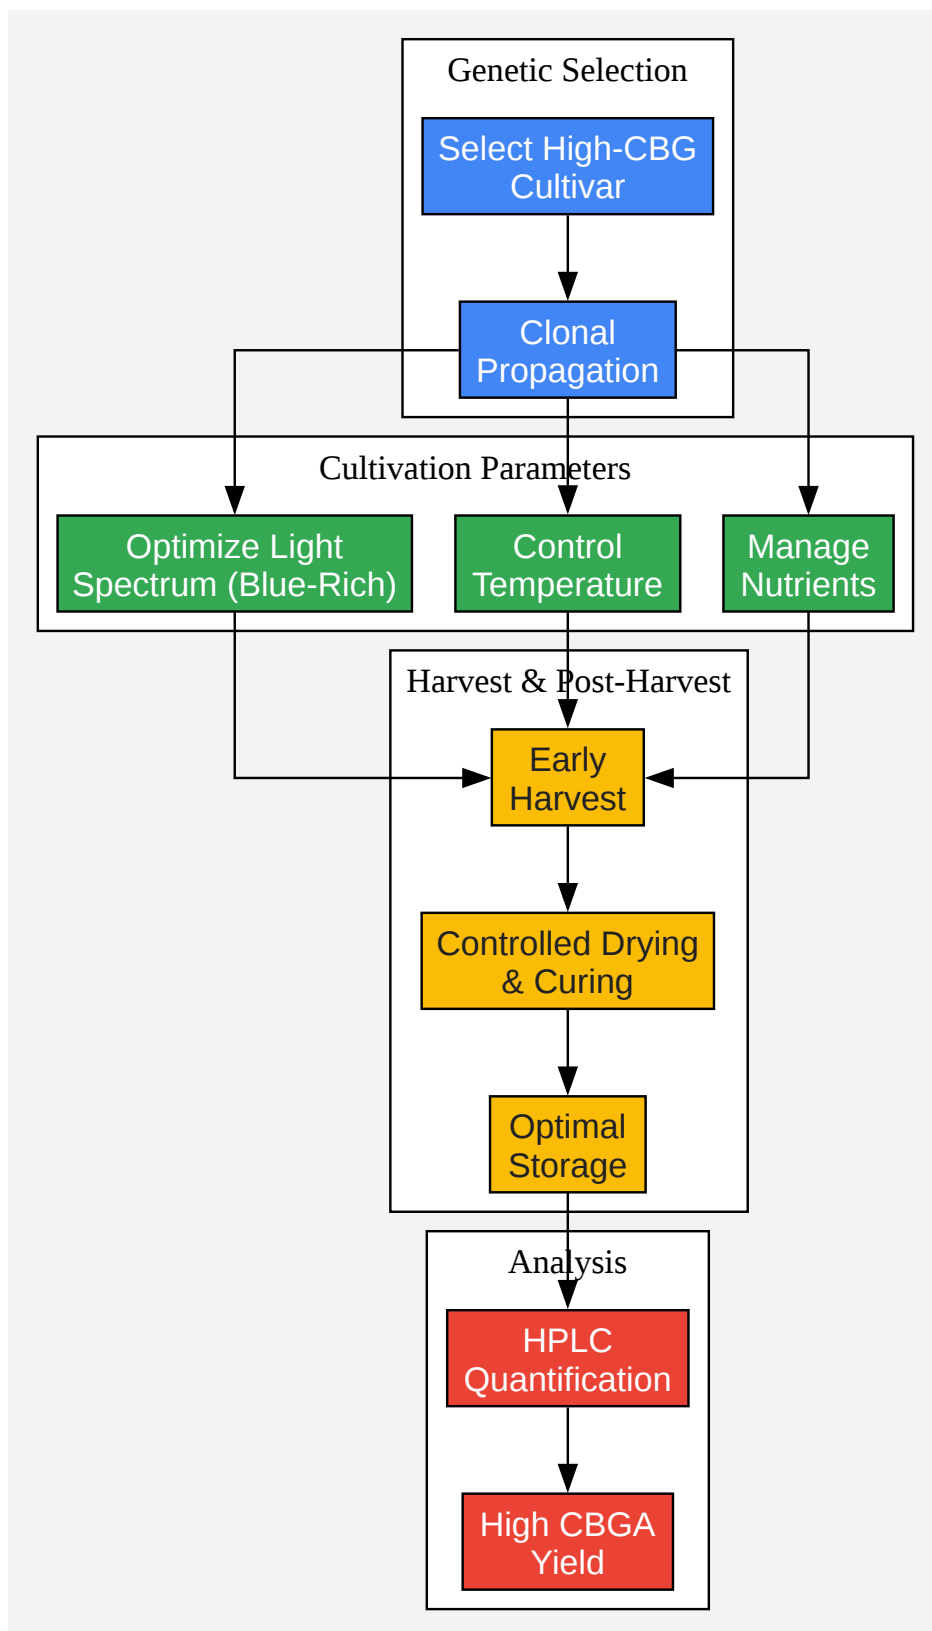 Genetic Selection
Select High-CBG
Cultivar
Clonal
Propagation
Cultivation Parameters
Optimize Light
Spectrum (Blue-Rich)
Control
Temperature
Manage
Nutrients
Harvest & Post-Harvest
Early
Harvest
Controlled Drying
& Curing
Optimal
Storage
Analysis
HPLC
Quantification
High CBGA
Yield